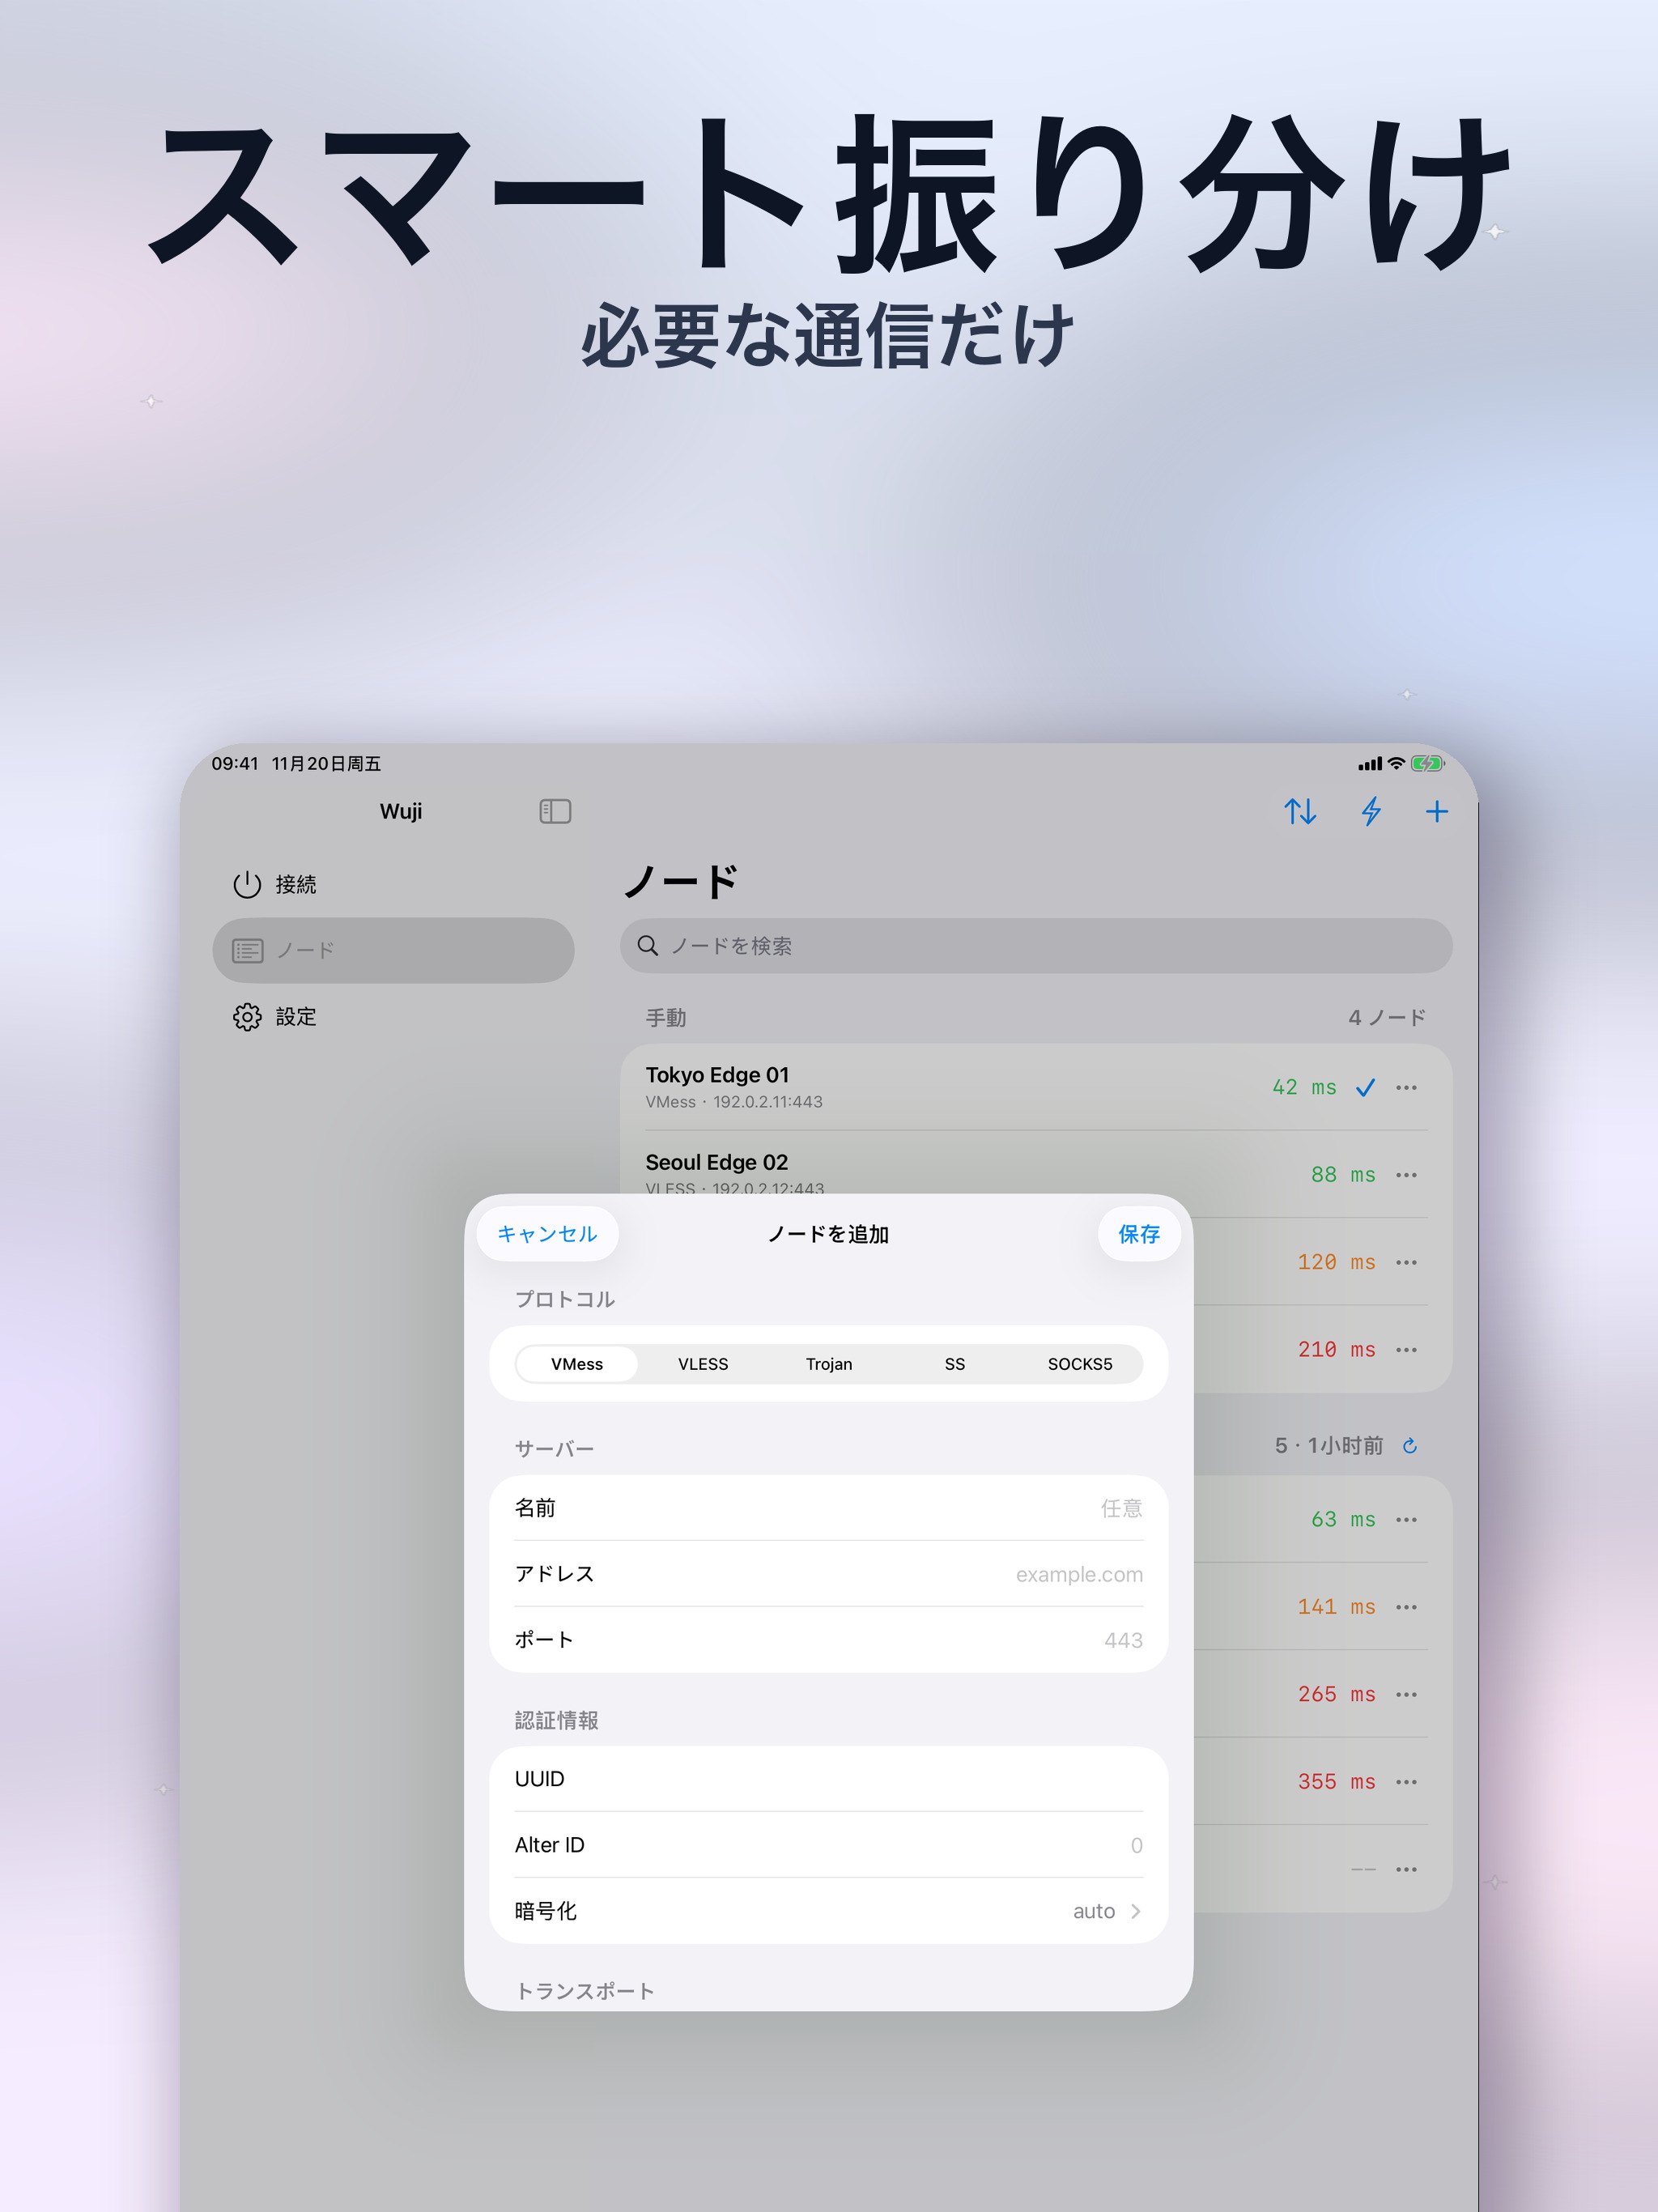 スマート振り分け
必要な通信だけ
09:41 11月20日周五
Wuji
接続
ノード
設定
ノード
ノードを検索
手動 4 ノード
Tokyo Edge 01
VMess · 192.0.2.11:443
42 ms
Seoul Edge 02
VLESS · 192.0.2.12:443
88 ms
120 ms
210 ms
5 · 1小时前
63 ms
141 ms
265 ms
355 ms
––
キャンセル ノードを追加 保存
プロトコル
VMess VLESS Trojan SS SOCKS5
サーバー
名前 任意
アドレス example.com
ポート 443
認証情報
UUID
Alter ID 0
暗号化 auto
トランスポート